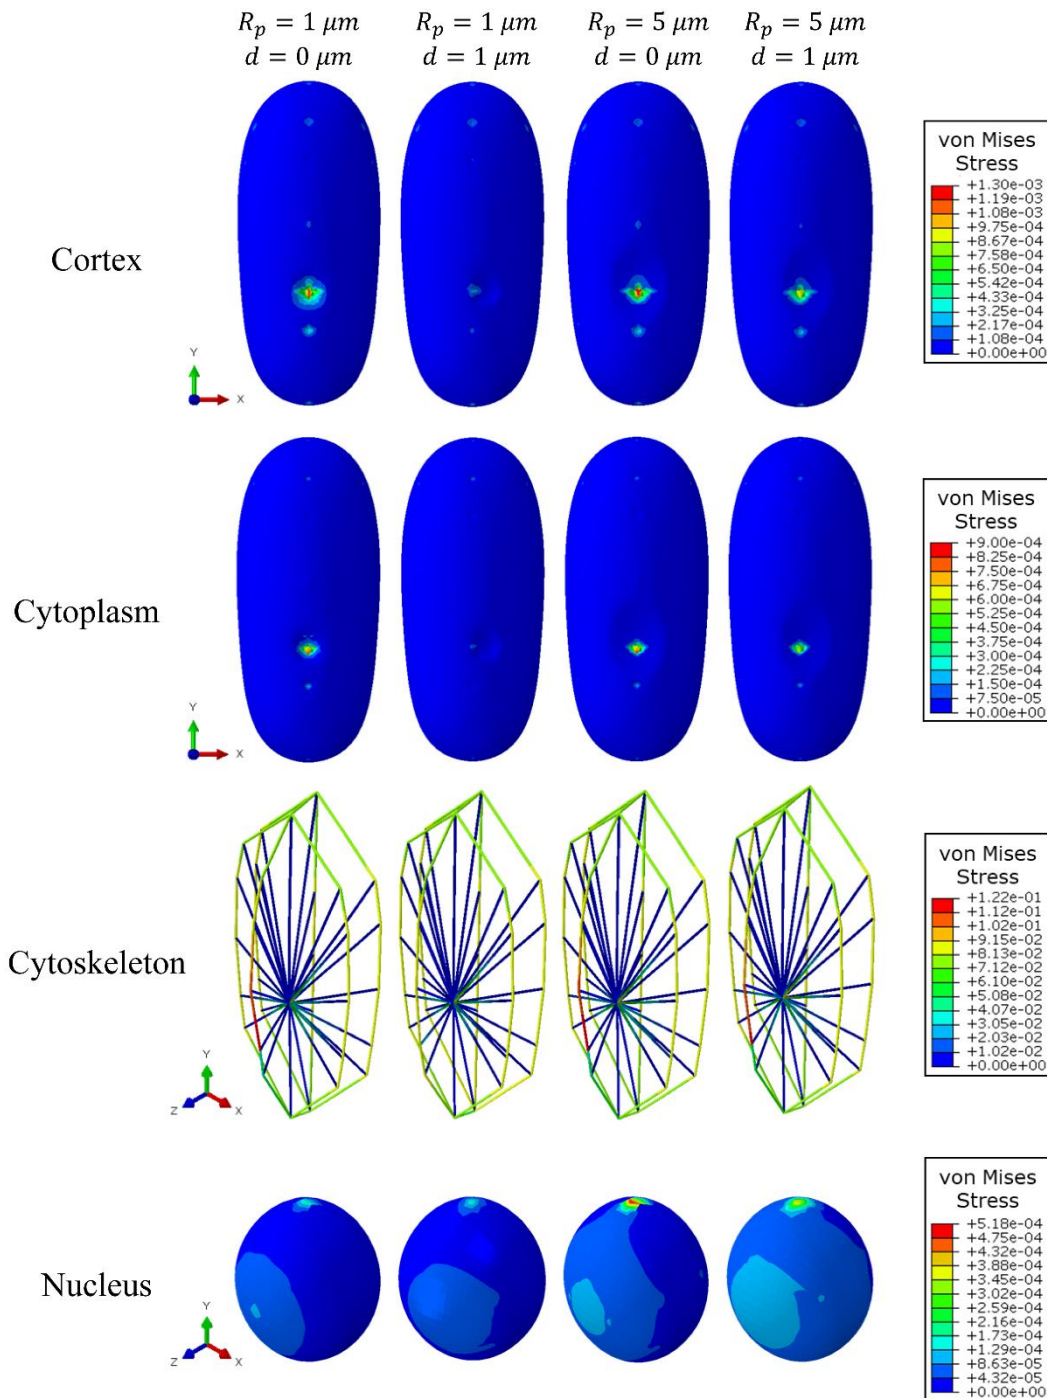 R_p = 1 μm R_p = 1 μm R_p = 5 μm R_p = 5 μm
d = 0 μm d = 1 μm d = 0 μm d = 1 μm
Cortex
Y
X
von Mises
Stress
+1.30e-03
+1.19e-03
+1.08e-03
+9.75e-04
+8.67e-04
+7.58e-04
+6.50e-04
+5.42e-04
+4.33e-04
+3.25e-04
+2.17e-04
+1.08e-04
+0.00e+00
Cytoplasm
Y
X
von Mises
Stress
+9.00e-04
+8.25e-04
+7.50e-04
+6.75e-04
+6.00e-04
+5.25e-04
+4.50e-04
+3.75e-04
+3.00e-04
+2.25e-04
+1.50e-04
+7.50e-05
+0.00e+00
Cytoskeleton
Y
Z X
von Mises
Stress
+1.22e-01
+1.12e-01
+1.02e-01
+9.15e-02
+8.13e-02
+7.12e-02
+6.10e-02
+5.08e-02
+4.07e-02
+3.05e-02
+2.03e-02
+1.02e-02
+0.00e+00
Nucleus
Y
Z X
von Mises
Stress
+5.18e-04
+4.75e-04
+4.32e-04
+3.88e-04
+3.45e-04
+3.02e-04
+2.59e-04
+2.16e-04
+1.73e-04
+1.29e-04
+8.63e-05
+4.32e-05
+0.00e+00